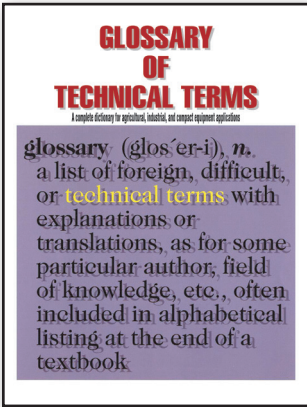 GLOSSARY
OF
TECHNICAL TERMS
A complete dictionary for agricultural, industrial, and compact equipment applications
glossary (glos´er-i), n.
a list of foreign, difficult,
or technical terms with
explanations or
translations, as for some
particular author, field
of knowledge, etc., often
included in alphabetical
listing at the end of a
textbook